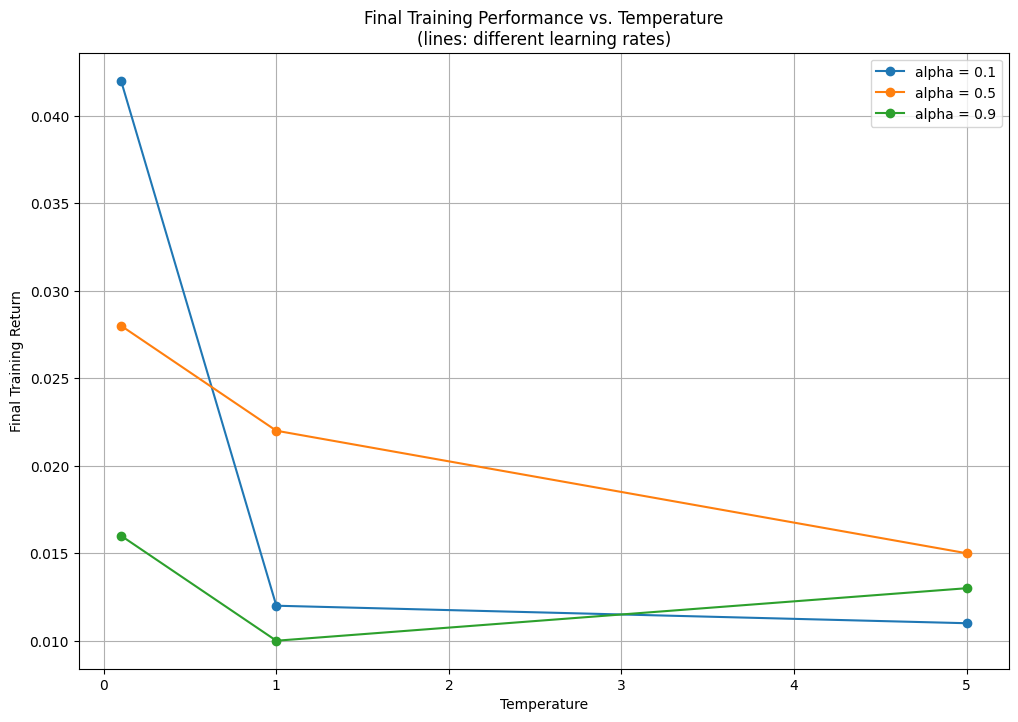 Final Training Performance vs. Temperature
(lines: different learning rates)
alpha = 0.1
alpha = 0.5
alpha = 0.9
Final Training Return
0.040
0.035
0.030
0.025
0.020
0.015
0.010
0 1 2 3 4 5
Temperature